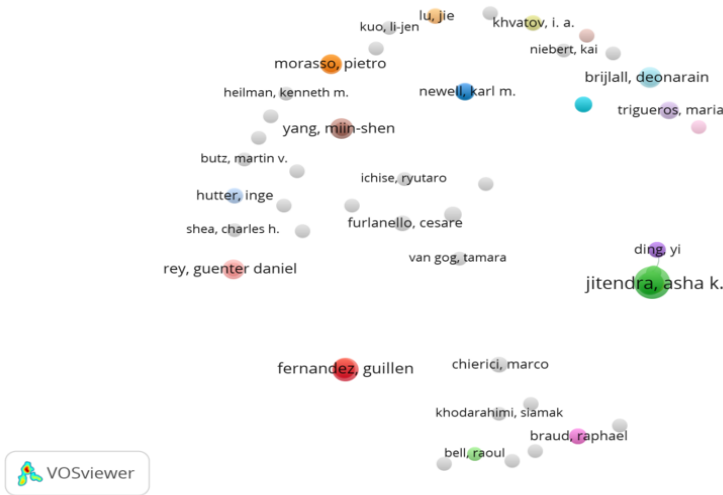 lu, jie
kuo, li-jen
khvatov, i. a.
niebert, kai
morasso, pietro
brijlall, deonarain
heilman, kenneth m.
newell, karl m.
trigueros, maria
yang, miin-shen
butz, martin v.
ichise, ryutaro
hutter, inge
furlanello, cesare
shea, charles h.
ding, yi
van gog, tamara
rey, guenter daniel
jitendra, asha k.
chierici, marco
fernandez, guillen
khodarahimi, siamak
braud, raphael
bell, raoul
VOSviewer